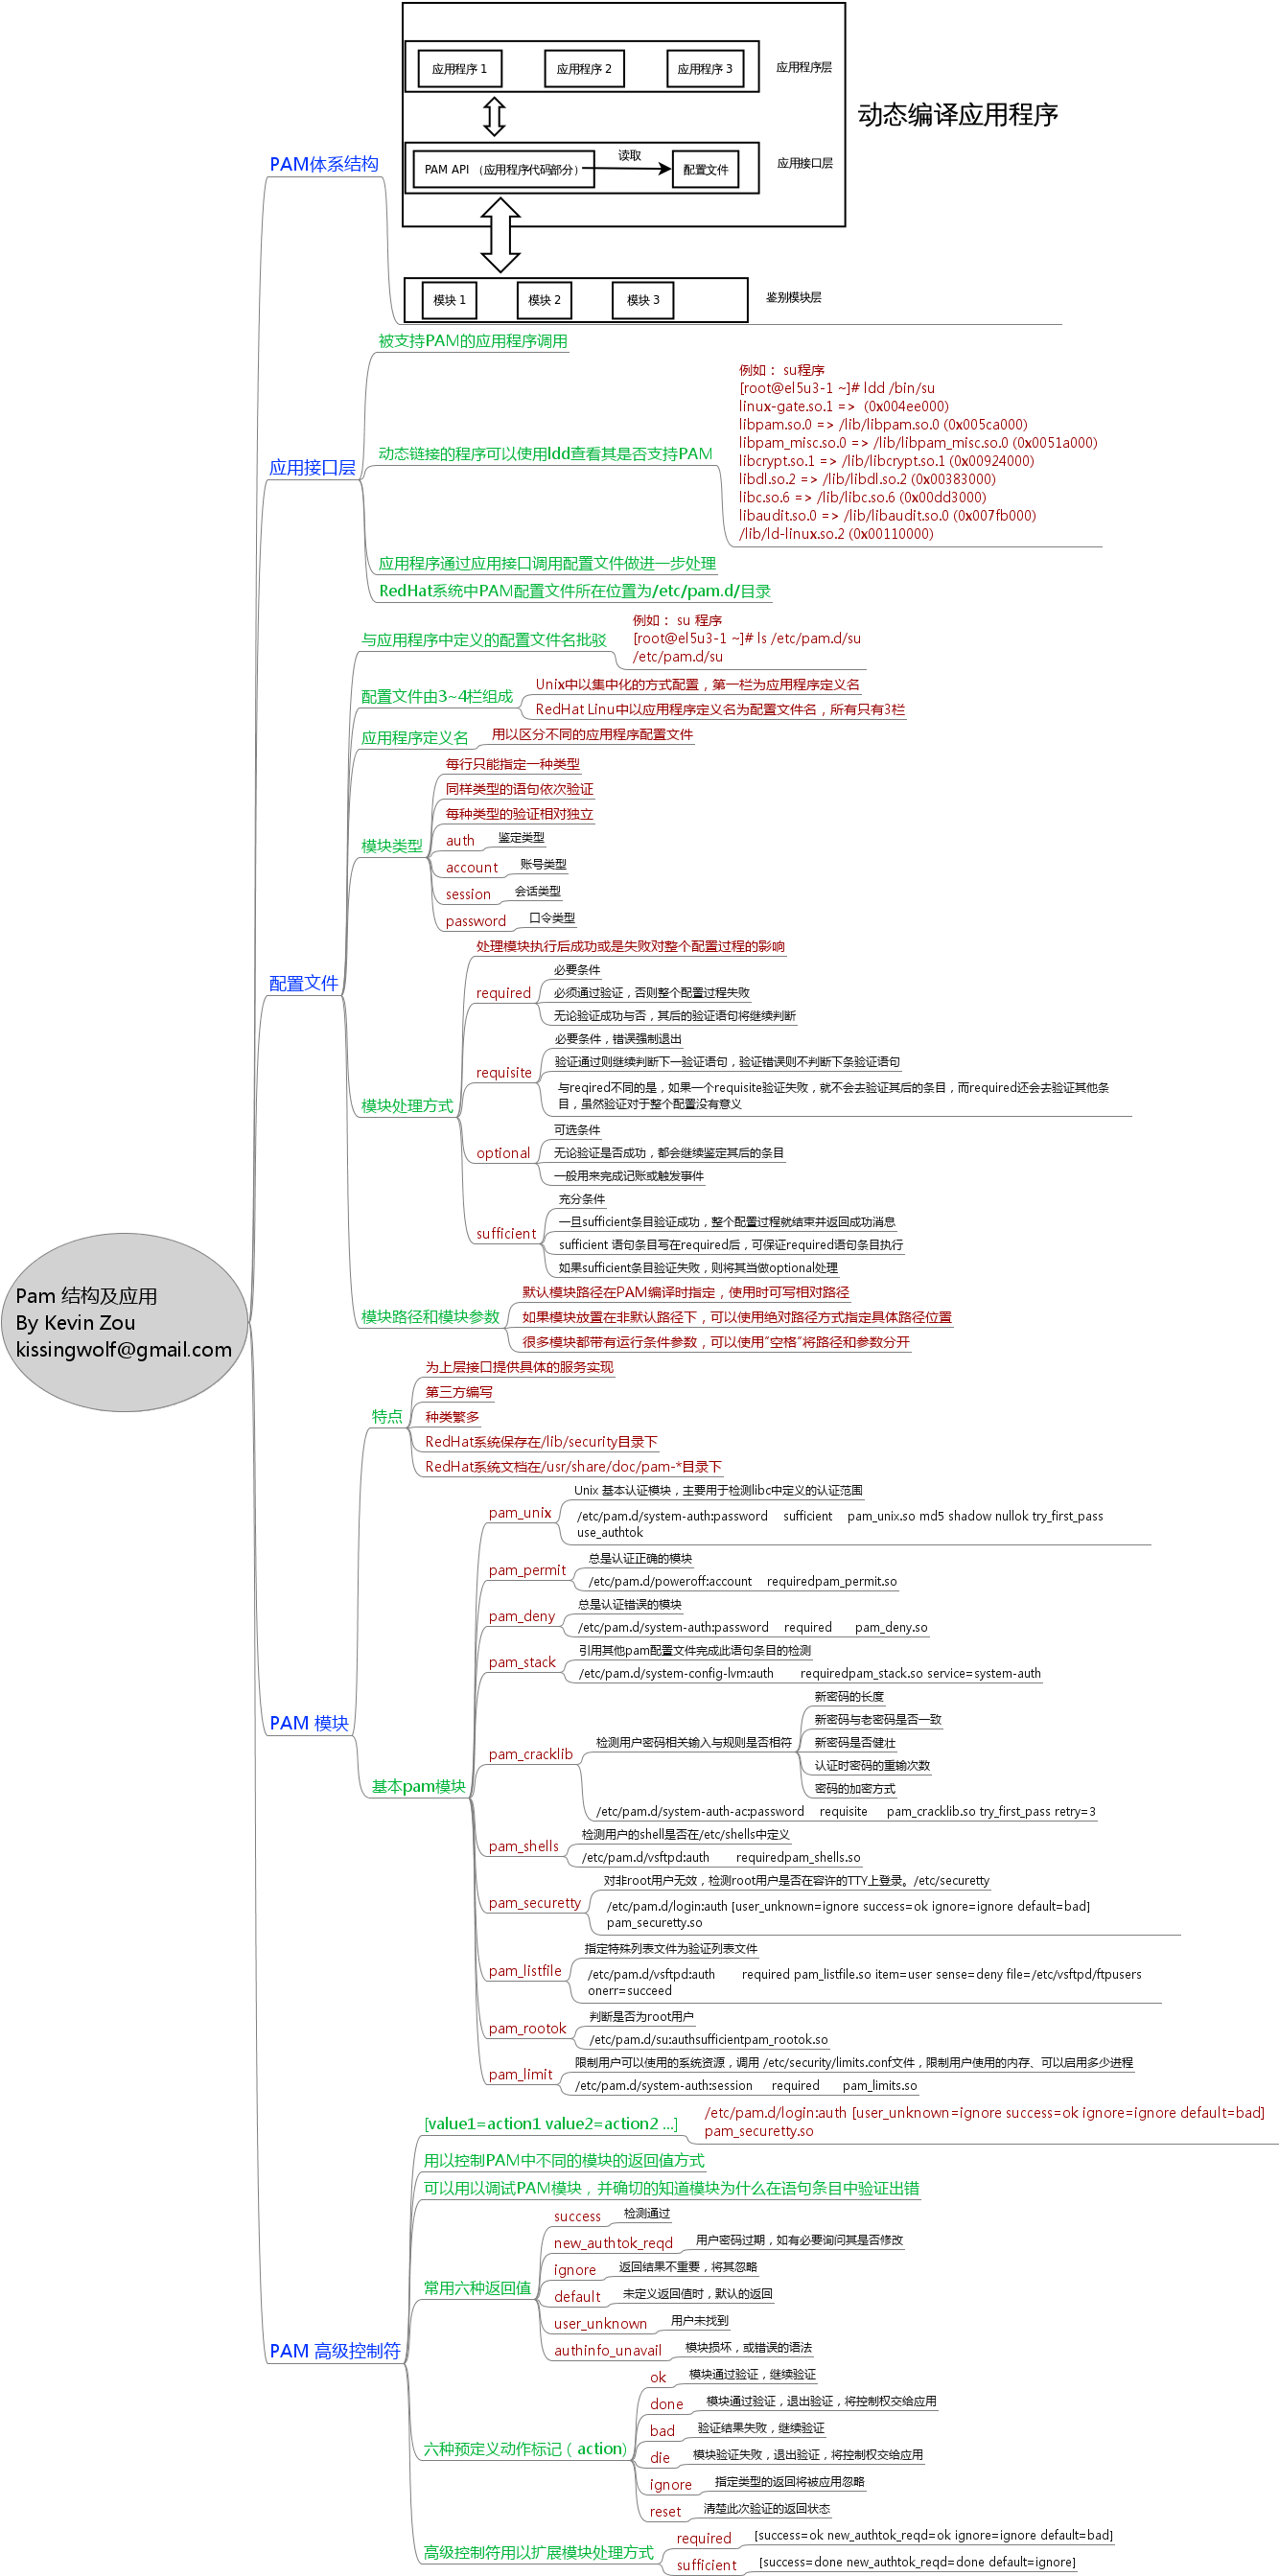 应用程序 1
应用程序 2
应用程序 3
应用程序层
动态编译应用程序
PAM API （应用程序代码部分）
读取
配置文件
应用接口层
模块 1
模块 2
模块 3
鉴别模块层
PAM体系结构
被支持PAM的应用程序调用
例如： su程序
[root@el5u3-1 ~]# ldd /bin/su
linux-gate.so.1 =>  (0x004ee000)
libpam.so.0 => /lib/libpam.so.0 (0x005ca000)
libpam_misc.so.0 => /lib/libpam_misc.so.0 (0x0051a000)
libcrypt.so.1 => /lib/libcrypt.so.1 (0x00924000)
libdl.so.2 => /lib/libdl.so.2 (0x00383000)
libc.so.6 => /lib/libc.so.6 (0x00dd3000)
libaudit.so.0 => /lib/libaudit.so.0 (0x007fb000)
/lib/ld-linux.so.2 (0x00110000)
动态链接的程序可以使用ldd查看其是否支持PAM
应用接口层
应用程序通过应用接口调用配置文件做进一步处理
RedHat系统中PAM配置文件所在位置为/etc/pam.d/目录
与应用程序中定义的配置文件名批驳
例如： su 程序
[root@el5u3-1 ~]# ls /etc/pam.d/su
/etc/pam.d/su
配置文件由3~4栏组成
Unix中以集中化的方式配置，第一栏为应用程序定义名
RedHat Linu中以应用程序定义名为配置文件名，所有只有3栏
应用程序定义名
用以区分不同的应用程序配置文件
模块类型
每行只能指定一种类型
同样类型的语句依次验证
每种类型的验证相对独立
auth
鉴定类型
account
账号类型
session
会话类型
password
口令类型
配置文件
模块处理方式
处理模块执行后成功或是失败对整个配置过程的影响
required
必要条件
必须通过验证，否则整个配置过程失败
无论验证成功与否，其后的验证语句将继续判断
requisite
必要条件，错误强制退出
验证通过则继续判断下一验证语句，验证错误则不判断下条验证语句
与reqired不同的是，如果一个requisite验证失败，就不会去验证其后的条目，而required还会去验证其他条
目，虽然验证对于整个配置没有意义
optional
可选条件
无论验证是否成功，都会继续鉴定其后的条目
一般用来完成记账或触发事件
sufficient
充分条件
一旦sufficient条目验证成功，整个配置过程就结束并返回成功消息
sufficient 语句条目写在required后，可保证required语句条目执行
如果sufficient条目验证失败，则将其当做optional处理
模块路径和模块参数
默认模块路径在PAM编译时指定，使用时可写相对路径
如果模块放置在非默认路径下，可以使用绝对路径方式指定具体路径位置
很多模块都带有运行条件参数，可以使用“空格”将路径和参数分开
Pam 结构及应用
By Kevin Zou
kissingwolf@gmail.com
特点
为上层接口提供具体的服务实现
第三方编写
种类繁多
RedHat系统保存在/lib/security目录下
RedHat系统文档在/usr/share/doc/pam-*目录下
PAM 模块
基本pam模块
pam_unix
Unix 基本认证模块，主要用于检测libc中定义的认证范围
/etc/pam.d/system-auth:password    sufficient    pam_unix.so md5 shadow nullok try_first_pass
use_authtok
pam_permit
总是认证正确的模块
/etc/pam.d/poweroff:account    requiredpam_permit.so
pam_deny
总是认证错误的模块
/etc/pam.d/system-auth:password    required      pam_deny.so
pam_stack
引用其他pam配置文件完成此语句条目的检测
/etc/pam.d/system-config-lvm:auth       requiredpam_stack.so service=system-auth
pam_cracklib
检测用户密码相关输入与规则是否相符
新密码的长度
新密码与老密码是否一致
新密码是否健壮
认证时密码的重输次数
密码的加密方式
/etc/pam.d/system-auth-ac:password    requisite     pam_cracklib.so try_first_pass retry=3
pam_shells
检测用户的shell是否在/etc/shells中定义
/etc/pam.d/vsftpd:auth       requiredpam_shells.so
pam_securetty
对非root用户无效，检测root用户是否在容许的TTY上登录。/etc/securetty
/etc/pam.d/login:auth [user_unknown=ignore success=ok ignore=ignore default=bad]
pam_securetty.so
pam_listfile
指定特殊列表文件为验证列表文件
/etc/pam.d/vsftpd:auth       required pam_listfile.so item=user sense=deny file=/etc/vsftpd/ftpusers
onerr=succeed
pam_rootok
判断是否为root用户
/etc/pam.d/su:authsufficientpam_rootok.so
pam_limit
限制用户可以使用的系统资源，调用 /etc/security/limits.conf文件，限制用户使用的内存、可以启用多少进程
/etc/pam.d/system-auth:session     required      pam_limits.so
[value1=action1 value2=action2 ...]
/etc/pam.d/login:auth [user_unknown=ignore success=ok ignore=ignore default=bad]
pam_securetty.so
用以控制PAM中不同的模块的返回值方式
可以用以调试PAM模块，并确切的知道模块为什么在语句条目中验证出错
常用六种返回值
success
检测通过
new_authtok_reqd
用户密码过期，如有必要询问其是否修改
ignore
返回结果不重要，将其忽略
default
未定义返回值时，默认的返回
user_unknown
用户未找到
authinfo_unavail
模块损坏，或错误的语法
PAM 高级控制符
六种预定义动作标记（action)
ok
模块通过验证，继续验证
done
模块通过验证，退出验证，将控制权交给应用
bad
验证结果失败，继续验证
die
模块验证失败，退出验证，将控制权交给应用
ignore
指定类型的返回将被应用忽略
reset
清楚此次验证的返回状态
高级控制符用以扩展模块处理方式
required
[success=ok new_authtok_reqd=ok ignore=ignore default=bad]
sufficient
[success=done new_authtok_reqd=done default=ignore]